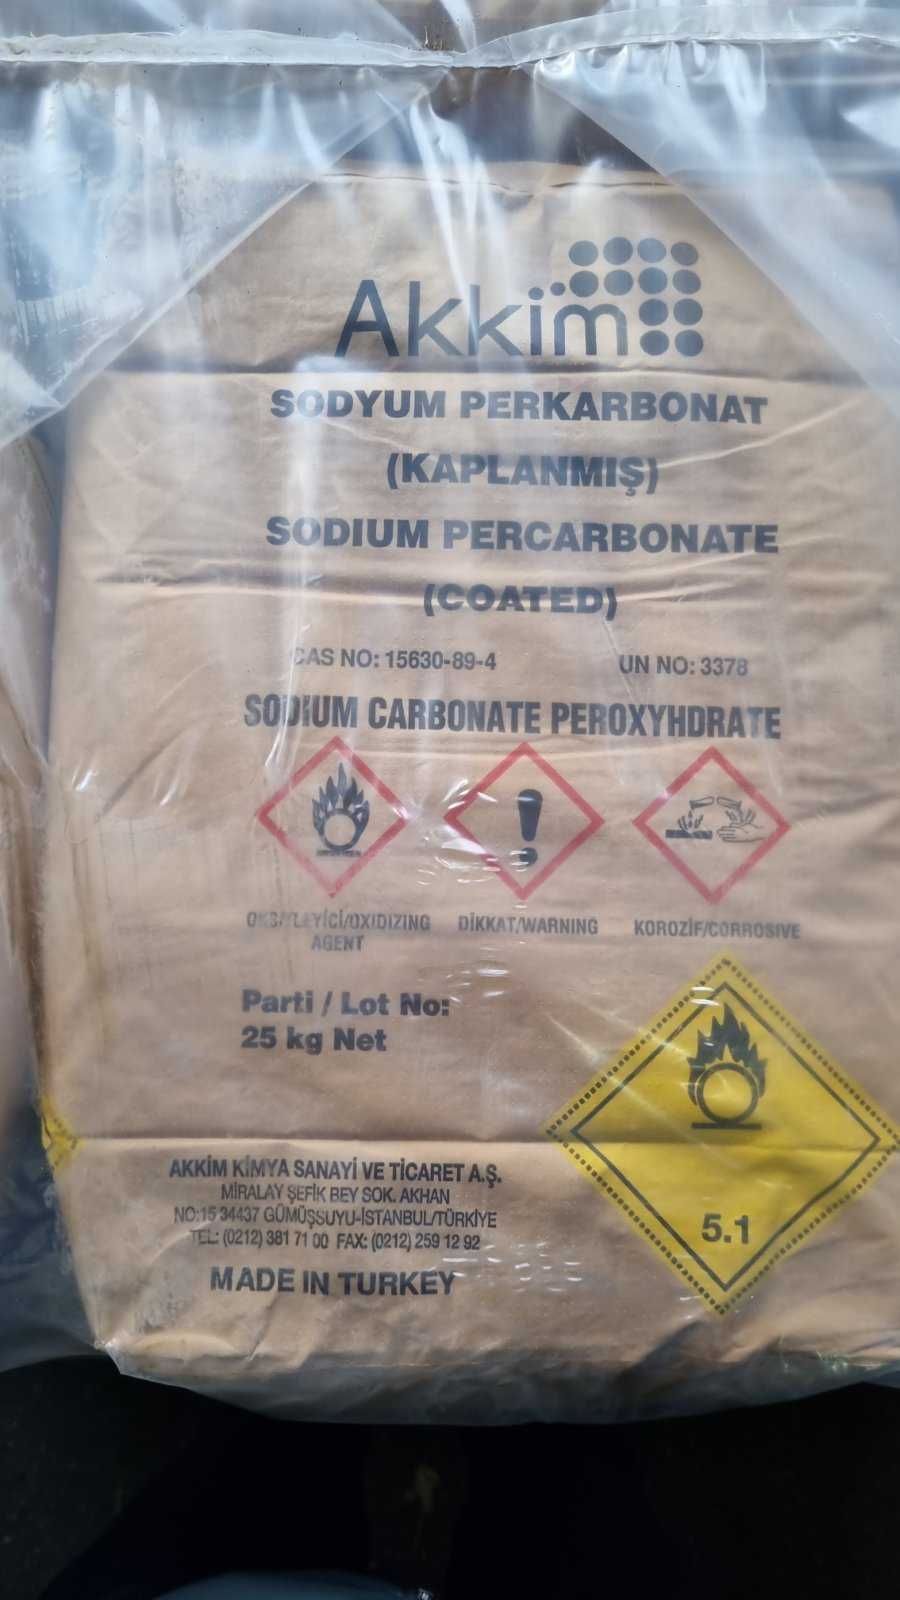 Akkim
SODYUM PERKARBONAT
(KAPLANMIŞ)
SODIUM PERCARBONATE
(COATED)
CAS NO: 15630-89-4 UN NO: 3378
SODIUM CARBONATE PEROXYHDRATE
OKSİTLEYİCİ/OXIDIZING AGENT
DİKKAT/WARNING
KOROZİF/CORROSIVE
Parti / Lot No:
25 kg Net
5.1
AKKİM KİMYA SANAYİ VE TİCARET A.Ş.
MİRALAY ŞEFİK BEY SOK. AKHAN
NO:15 34437 GÜMÜŞSUYU-İSTANBUL/TÜRKİYE
TEL: (0212) 381 71 00 FAX: (0212) 259 12 92
MADE IN TURKEY